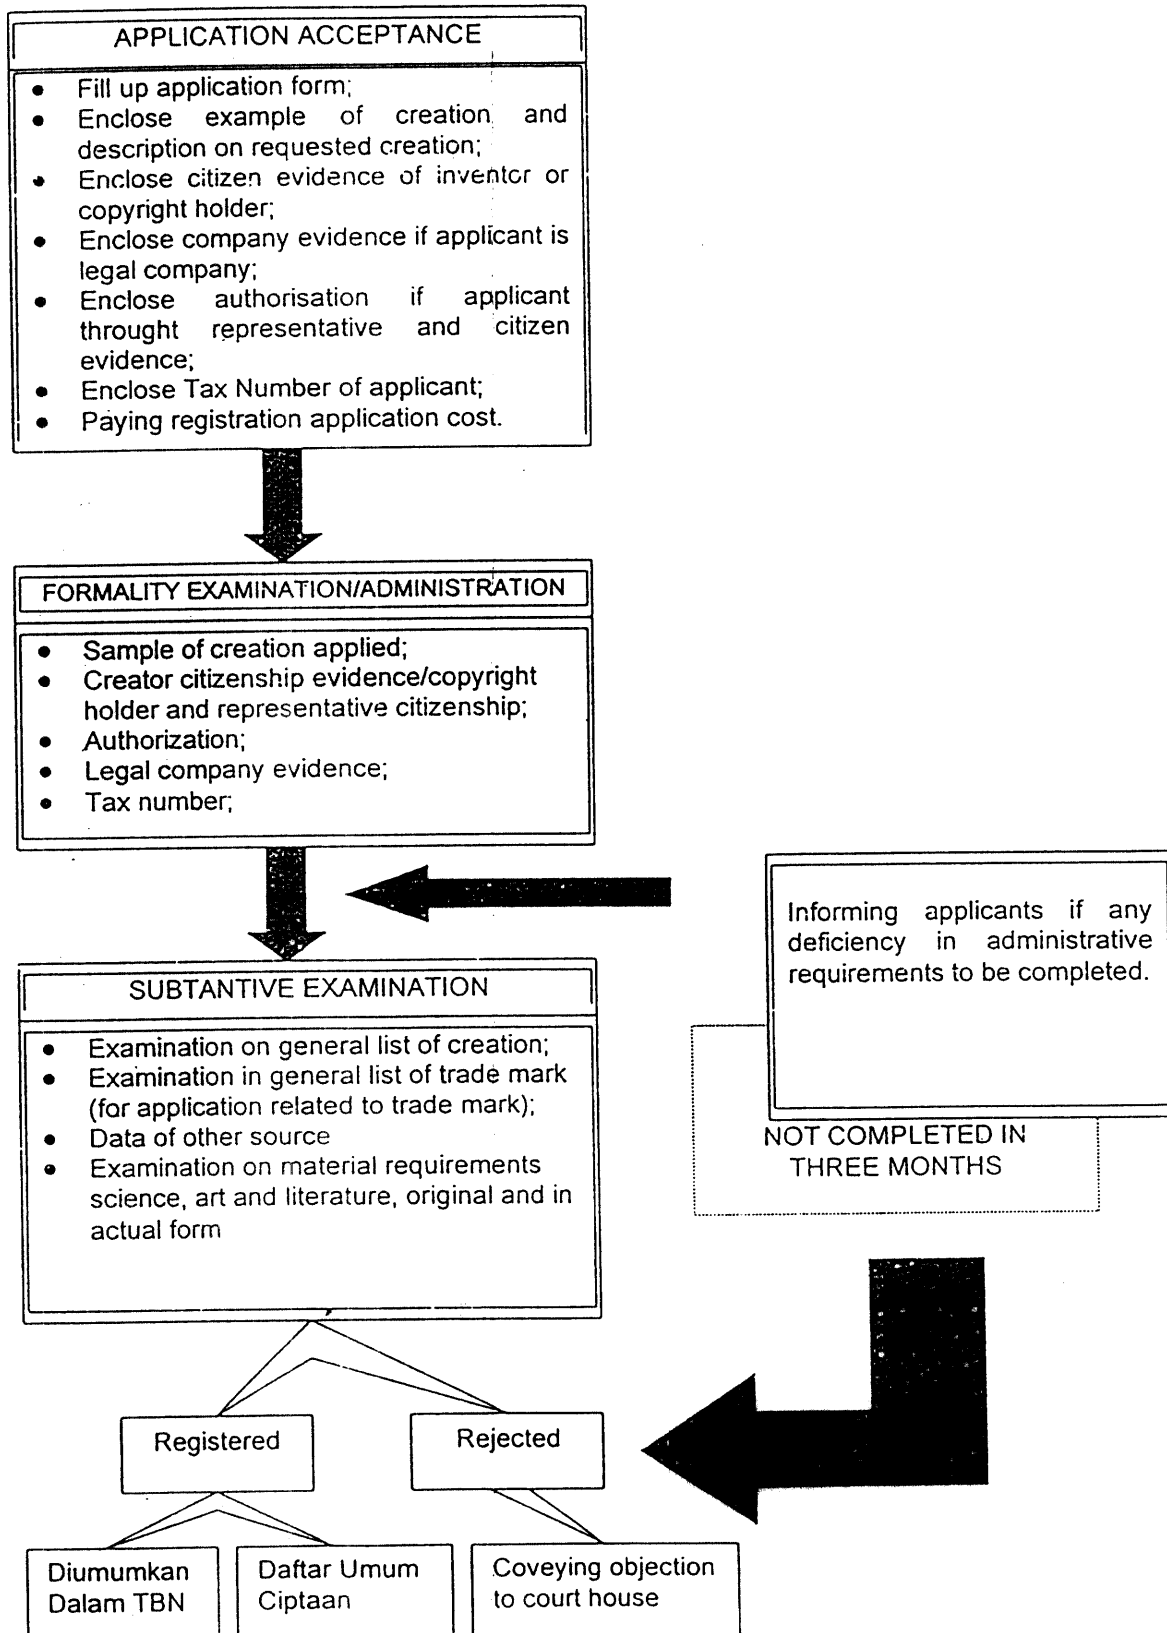 APPLICATION ACCEPTANCE
• Fill up application form;
• Enclose example of creation and
description on requested creation;
• Enclose citizen evidence of inventor or
copyright holder;
• Enclose company evidence if applicant is
legal company;
• Enclose authorisation if applicant
throught representative and citizen
evidence;
• Enclose Tax Number of applicant;
• Paying registration application cost.
FORMALITY EXAMINATION/ADMINISTRATION
• Sample of creation applied;
• Creator citizenship evidence/copyright
holder and representative citizenship;
• Authorization;
• Legal company evidence;
• Tax number;
Informing applicants if any
deficiency in administrative
requirements to be completed.
NOT COMPLETED IN
THREE MONTHS
SUBTANTIVE EXAMINATION
• Examination on general list of creation;
• Examination in general list of trade mark
(for application related to trade mark);
• Data of other source
• Examination on material requirements
science, art and literature, original and in
actual form
Registered
Rejected
Diumumkan
Dalam TBN
Daftar Umum
Ciptaan
Coveying objection
to court house